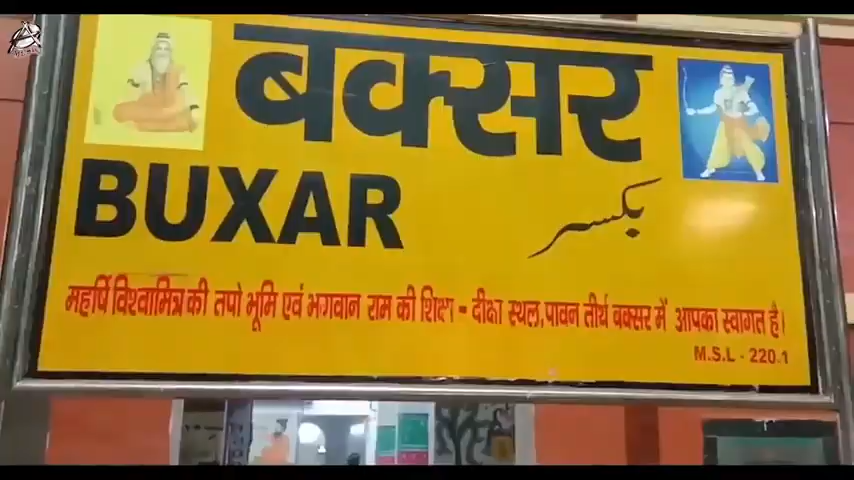 बक्सर
BUXAR
بکسر
महर्षि विश्वामित्र की तपो भूमि एवं भगवान राम की शिक्षा - दीक्षा स्थल, पावन तीर्थ बक्सर में आपका स्वागत है!
M.S.L - 220.1